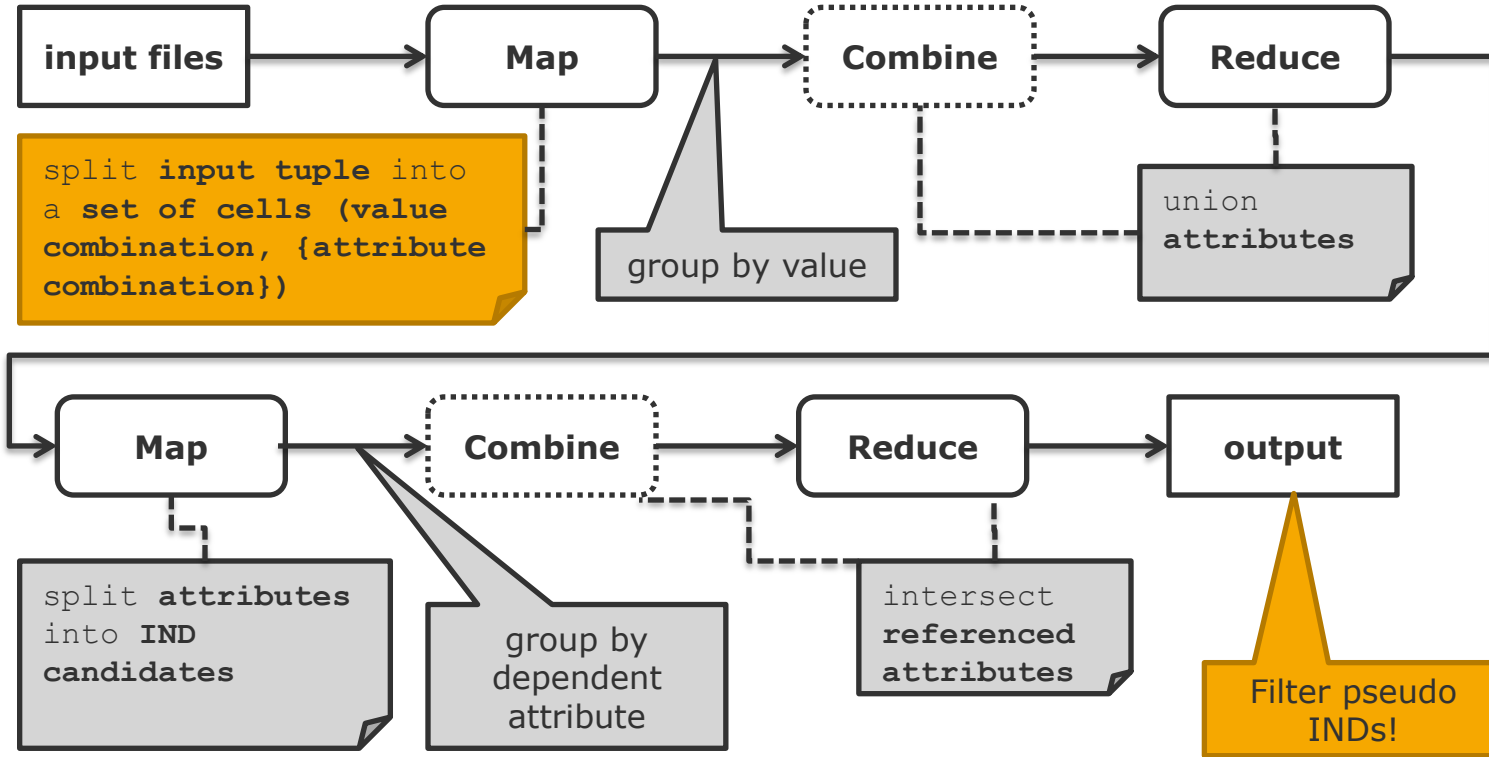 input files
Map
Combine
Reduce
split input tuple into
a set of cells (value
combination, {attribute
combination})
group by value
union
attributes
Map
Combine
Reduce
output
split attributes
into IND
candidates
group by
dependent
attribute
intersect
referenced
attributes
Filter pseudo
INDs!